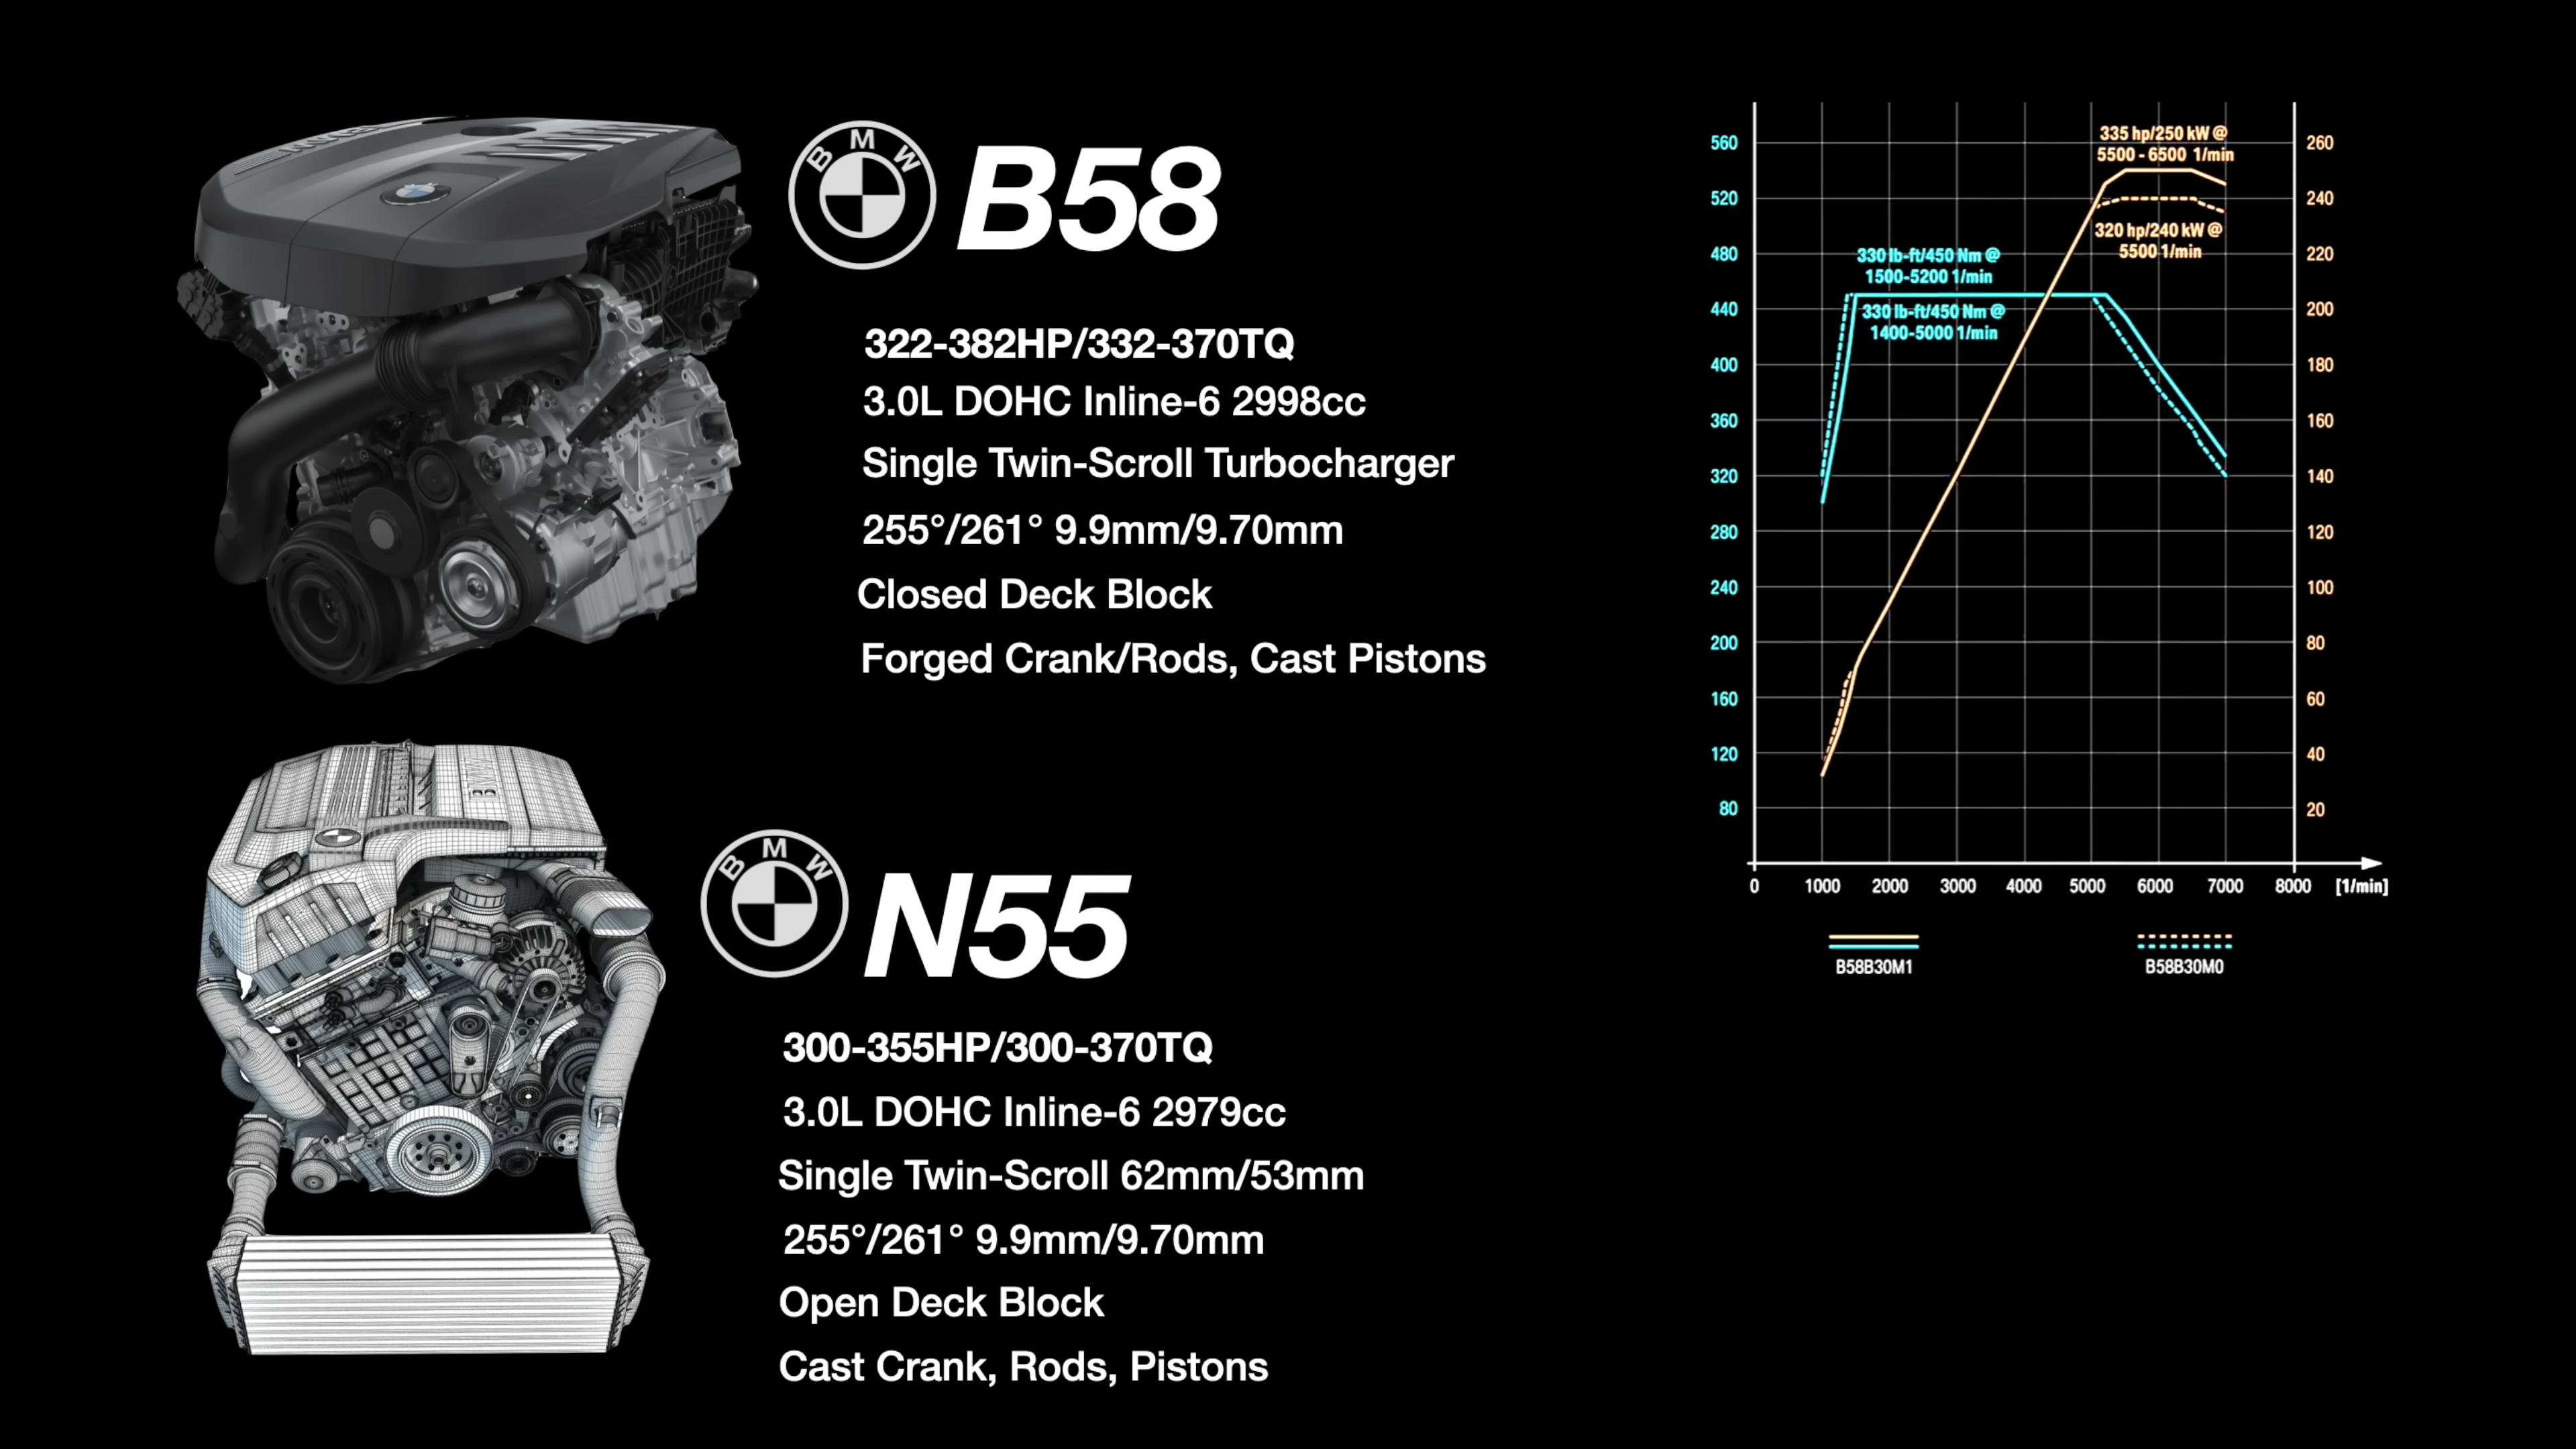 BMW
B58
322-382HP/332-370TQ
3.0L DOHC Inline-6 2998cc
Single Twin-Scroll Turbocharger
255°/261° 9.9mm/9.70mm
Closed Deck Block
Forged Crank/Rods, Cast Pistons
BMW
N55
300-355HP/300-370TQ
3.0L DOHC Inline-6 2979cc
Single Twin-Scroll 62mm/53mm
255°/261° 9.9mm/9.70mm
Open Deck Block
Cast Crank, Rods, Pistons
335 hp/250 kW @
5500 - 6500 1/min
320 hp/240 kW @
5500 1/min
330 lb-ft/450 Nm @
1500-5200 1/min
330 lb-ft/450 Nm @
1400-5000 1/min
560
520
480
440
400
360
320
280
240
200
160
120
80
260
240
220
200
180
160
140
120
100
80
60
40
20
0 1000 2000 3000 4000 5000 6000 7000 8000 [1/min]
B58B30M1
B58B30M0